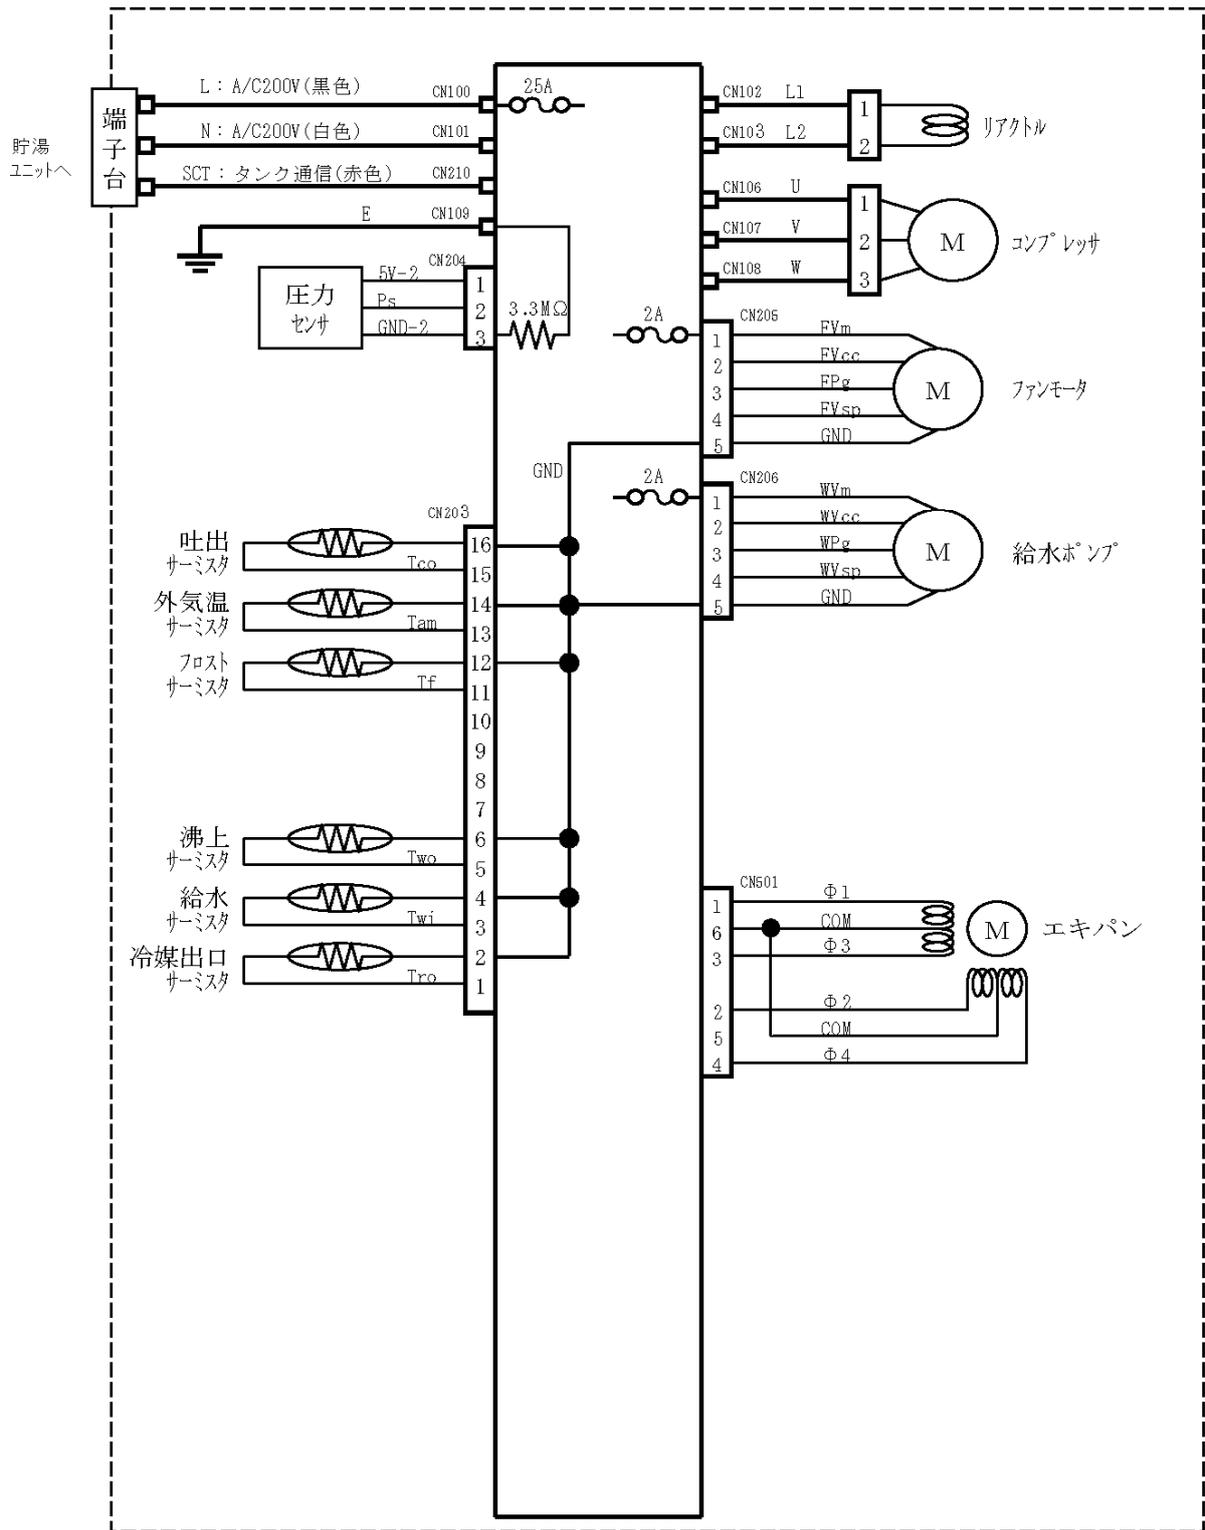 貯湯
ユニットへ
端子台
L：A/C200V(黒色)
CN100
25A
N：A/C200V(白色)
CN101
SCT：タンク通信(赤色)
CN210
E
CN109
圧力
センサ
CN204
5V-2
1
Ps
2
GND-2
3
3.3MΩ
CN102
L1
1
CN103
L2
2
リアクトル
CN106
U
1
CN107
V
2
CN108
W
3
M
コンプレッサ
2A
CN205
1
FVm
2
FVcc
3
FPg
4
FVsp
5
GND
M
ファンモータ
GND
2A
CN206
1
WVm
2
WVcc
3
WPg
4
WVsp
5
GND
M
給水ポンプ
CN203
吐出
サーミスタ
16
Tco
15
外気温
サーミスタ
14
Tam
13
フロスト
サーミスタ
12
Tf
11
10
9
8
7
沸上
サーミスタ
6
Two
5
給水
サーミスタ
4
Twi
3
冷媒出口
サーミスタ
2
Tro
1
CN501
1
Φ1
6
COM
3
Φ3
2
Φ2
5
COM
4
Φ4
M
エキパン